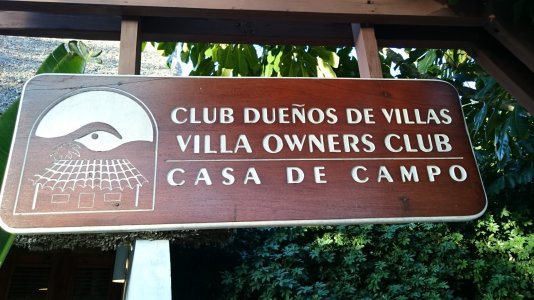 CLUB DUEÑOS DE VILLAS
VILLA OWNERS CLUB
CASA DE CAMPO